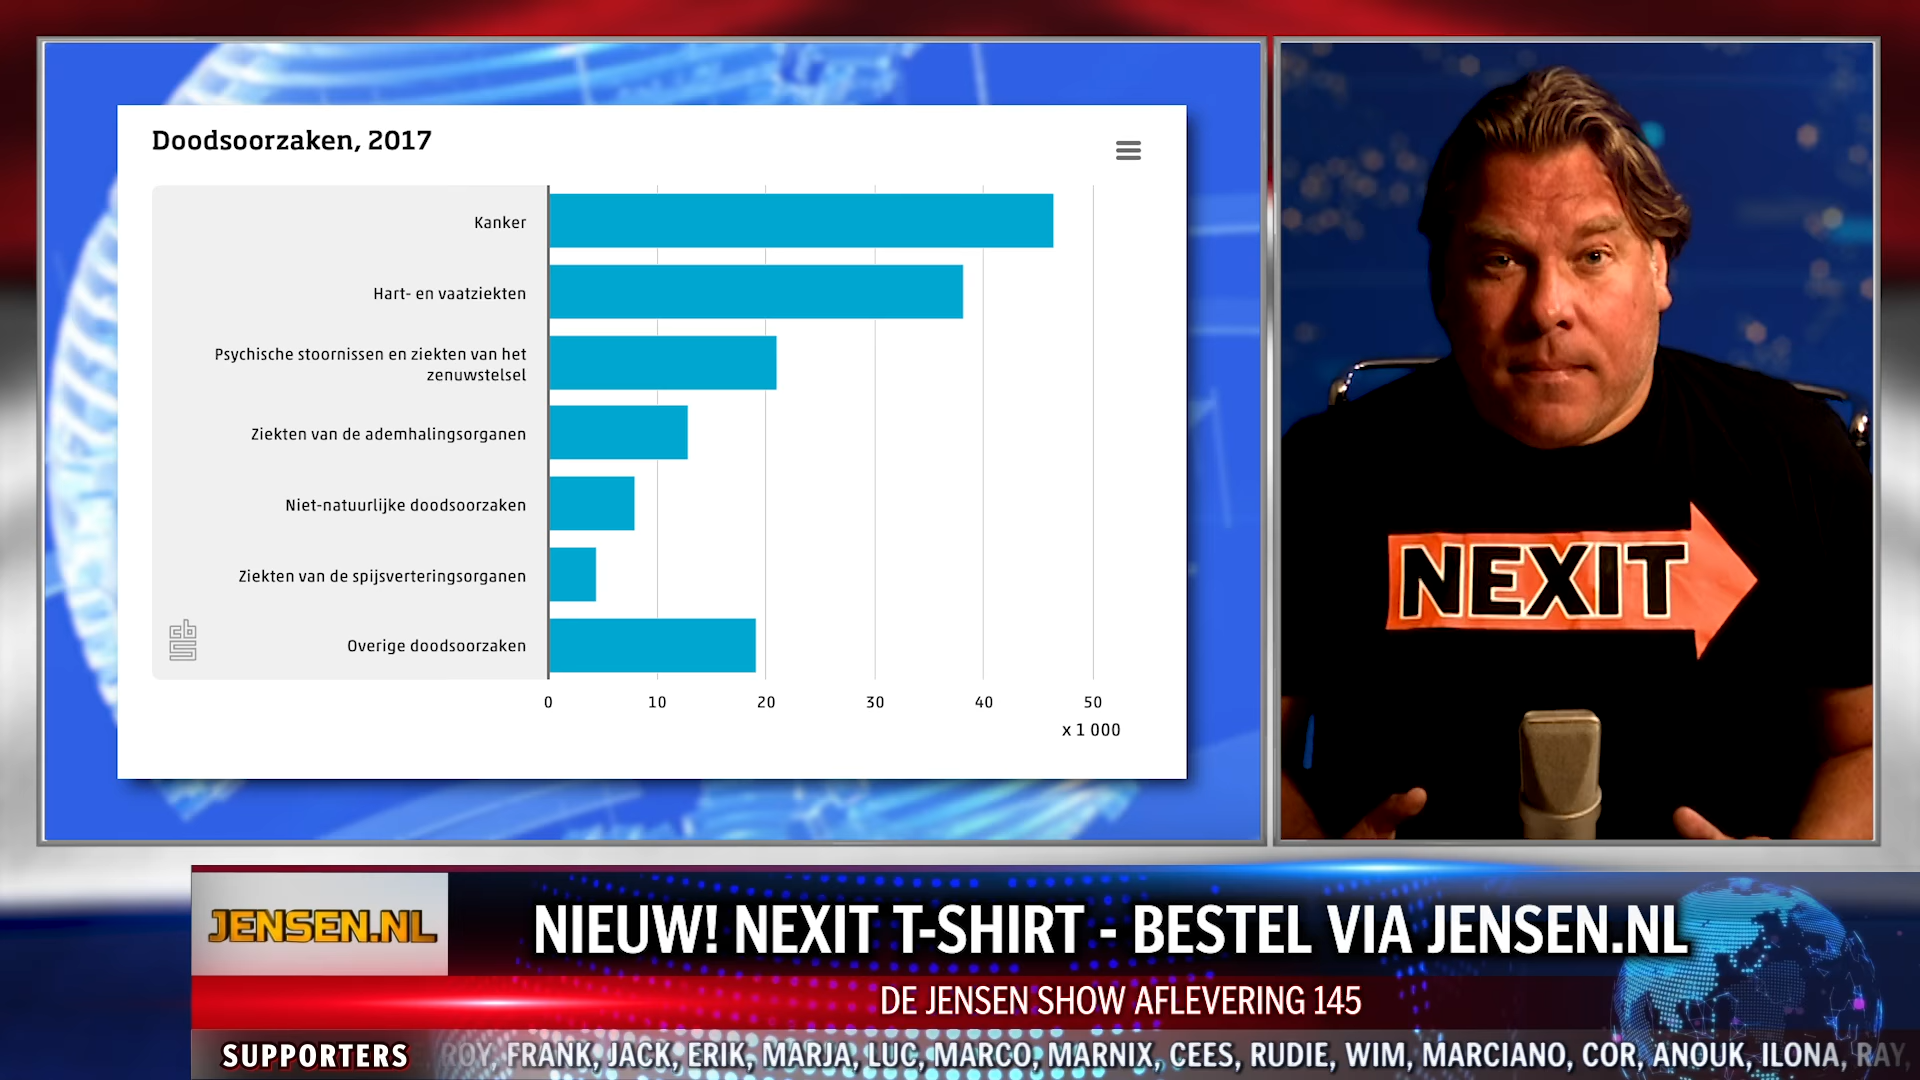 Doodsoorzaken, 2017
Kanker
Hart- en vaatziekten
Psychische stoornissen en ziekten van het
zenuwstelsel
Ziekten van de ademhalingsorganen
Niet-natuurlijke doodsoorzaken
Ziekten van de spijsverteringsorganen
cbs
Overige doodsoorzaken
0 10 20 30 40 50
x 1 000
NEXIT
JENSEN.NL
NIEUW! NEXIT T-SHIRT - BESTEL VIA JENSEN.NL
DE JENSEN SHOW AFLEVERING 145
SUPPORTERS ROY, FRANK, JACK, ERIK, MARJA, LUC, MARCO, MARNIX, CEES, RUDIE, WIM, MARCIANO, COR, ANOUK, ILONA, RAY,